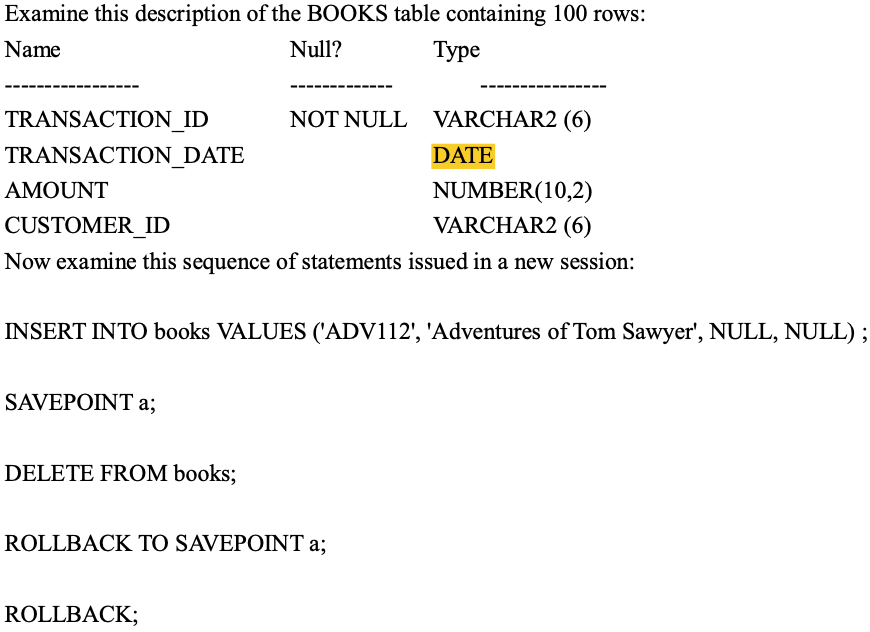 Examine this description of the BOOKS table containing 100 rows:
Name Null? Type
----------------- ------------- ----------------
TRANSACTION_ID NOT NULL VARCHAR2 (6)
TRANSACTION_DATE DATE
AMOUNT NUMBER(10,2)
CUSTOMER_ID VARCHAR2 (6)
Now examine this sequence of statements issued in a new session:
INSERT INTO books VALUES ('ADV112', 'Adventures of Tom Sawyer', NULL, NULL) ;
SAVEPOINT a;
DELETE FROM books;
ROLLBACK TO SAVEPOINT a;
ROLLBACK;